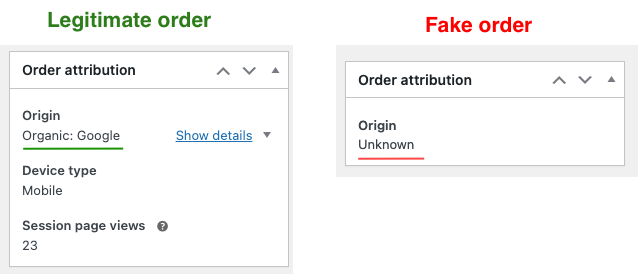 Legitimate order
Order attribution
Origin
Organic: Google
Show details
Device type
Mobile
Session page views
23
Fake order
Order attribution
Origin
Unknown